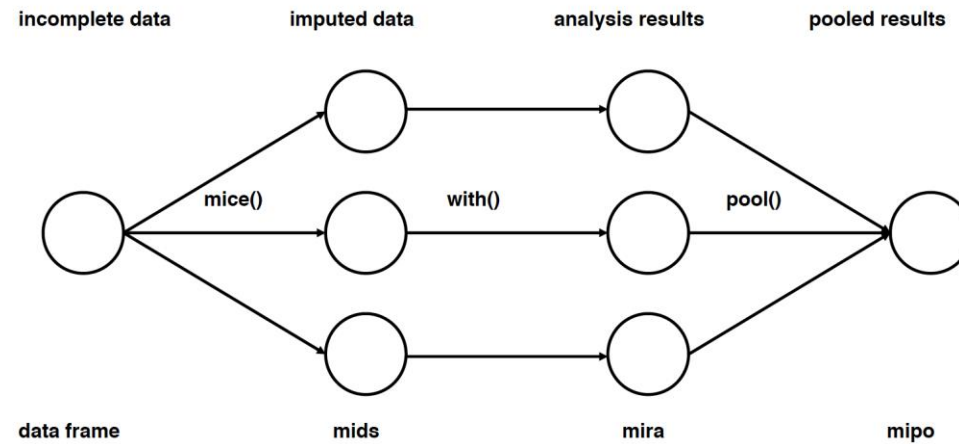 incomplete data imputed data analysis results pooled results
mice() with() pool()
data frame mids mira mipo